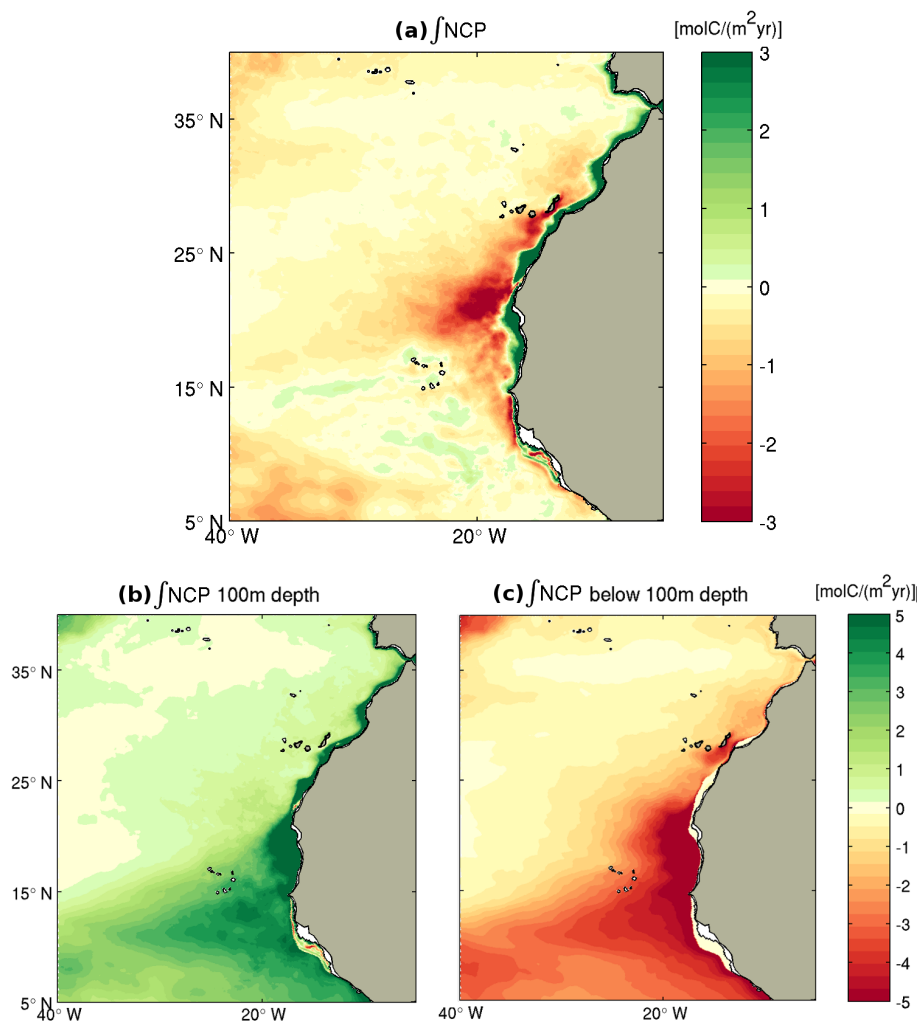 (a) ∫NCP
[molC/(m²yr)]
35° N
25° N
15° N
5° N
40° W
20° W
3
2
1
0
-1
-2
-3
(b) ∫NCP 100m depth
35° N
25° N
15° N
5° N
40° W
20° W
(c) ∫NCP below 100m depth
[molC/(m²yr)]
40° W
20° W
5
4
3
2
1
0
-1
-2
-3
-4
-5